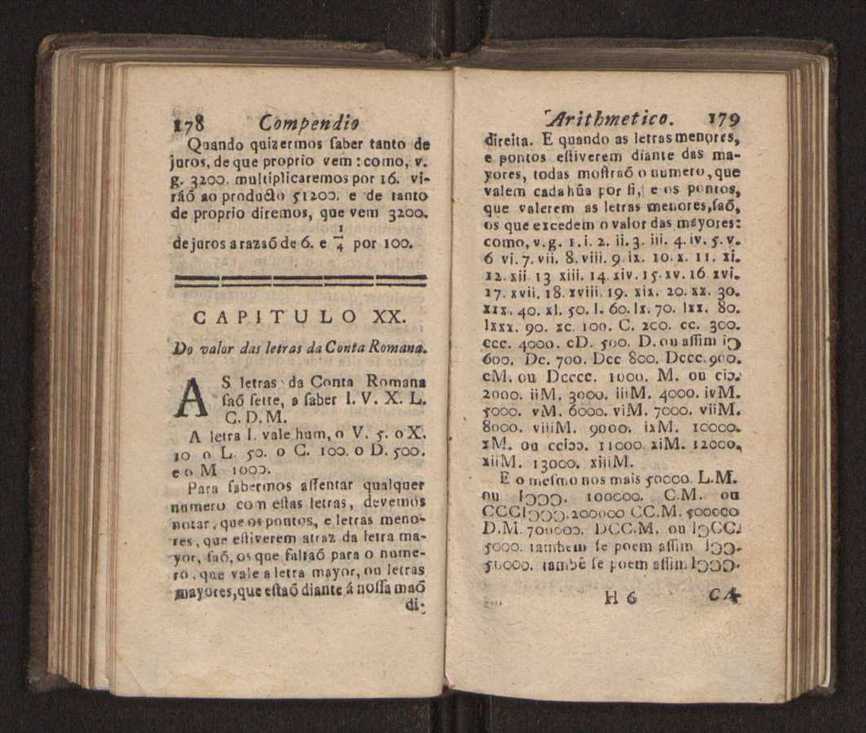 178 Compendio
Quando quizermos ſaber tanto de
juros, de que proprio vem : como, v.
g. 3200. multiplicaremos por 16. vi-
ráõ ao producto 51200. e de tanto
de proprio diremos, que vem 3200.
de juros a razaõ de 6. e 1/4 por 100.
CAPITULO XX.
Do valor das letras da Conta Romana.
AS letras da Conta Romana
ſaõ ſette, a ſaber I. V. X. L.
C. D. M.
A letra I. vale hum, o V. 5. o X.
10 o L. 50. o C. 100. o D. 500.
e o M 1000.
Para ſabermos aſſentar qualquer
numero com eſtas letras, devemos
notar, que os pontos, e letras meno-
res, que eſtiverem atraz da letra ma-
yor, ſaõ, os que faltaõ para o nume-
ro, que vale a letra mayor, ou letras
mayores, que eſtaõ diante á noſſa maõ
di-
Arithmetico. 179
direita. E quando as letras menores,
e pontos eſtiverem diante das ma-
yores, todas moſtraõ o numero, que
valem cada hũa por ſi, e os pontos,
que valerem as letras menores, ſaõ,
os que excedem o valor das mayores:
como, v.g. 1. i. 2. ii. 3. iii. 4. iv. 5. v.
6 vi. 7. vii. 8. viii. 9. ix. 10. x. 11. xi.
12. xii 13 xiii. 14. xiv. 15. xv. 16 xvi.
17. xvii. 18. xviii. 19. xix. 20. xx. 30.
xxx. 40. xl. 50. l. 60. lx. 70. lxx. 80.
lxxx. 90. xc. 100. C. 200. cc. 300.
ccc. 4000. cD. 500. D. ou aſſim iↃ
600. Dc. 700. Dcc 800. Dccc. 900.
cM. ou Dcccc. 1000. M. ou ciↄ.
2000. iiM. 3000. iiiM. 4000. ivM.
5000. vM. 6000. viM. 7000. viiM.
8000. viiiM. 9000. ixM. 10000.
xM. ou cciↄↄ. 11000. xiM. 12000.
xiiM. 13000. xiiiM.
E o meſmo nos mais 50000. L.M.
ou IↃↃↃ. 100000. C.M. ou
CCCIↃↃↃ. 200000 CC.M. 500000
D.M. 700000. DCC.M. ou IↃCC.
5000. tambem ſe poem aſſim IↃↃ.
50000. tambẽ ſe poem aſſim IↃↃↃ.
H 6 CA